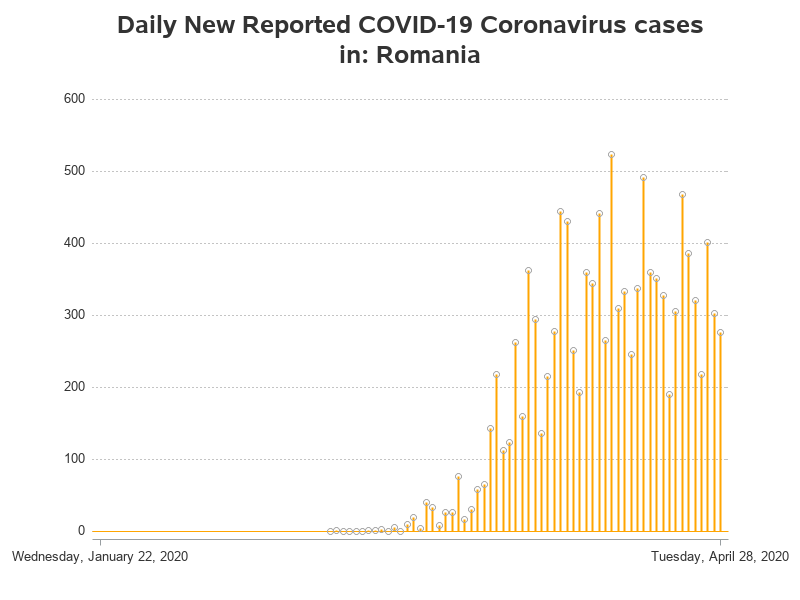 Daily New Reported COVID-19 Coronavirus cases
in: Romania
600
500
400
300
200
100
0
Wednesday, January 22, 2020
Tuesday, April 28, 2020